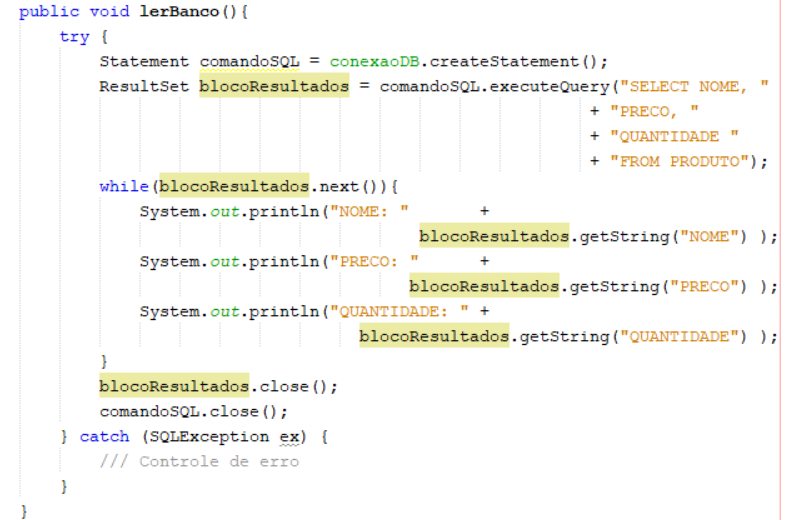 public void lerBanco(){
try {
Statement comandoSQL = conexaoDB.createStatement();
ResultSet blocoResultados = comandoSQL.executeQuery("SELECT NOME, "
+ "PRECO, "
+ "QUANTIDADE "
+ "FROM PRODUTO");
while(blocoResultados.next()){
System.out.println("NOME: " +
blocoResultados.getString("NOME") );
System.out.println("PRECO: " +
blocoResultados.getString("PRECO") );
System.out.println("QUANTIDADE: " +
blocoResultados.getString("QUANTIDADE") );
}
blocoResultados.close();
comandoSQL.close();
} catch (SQLException ex) {
/// Controle de erro
}
}